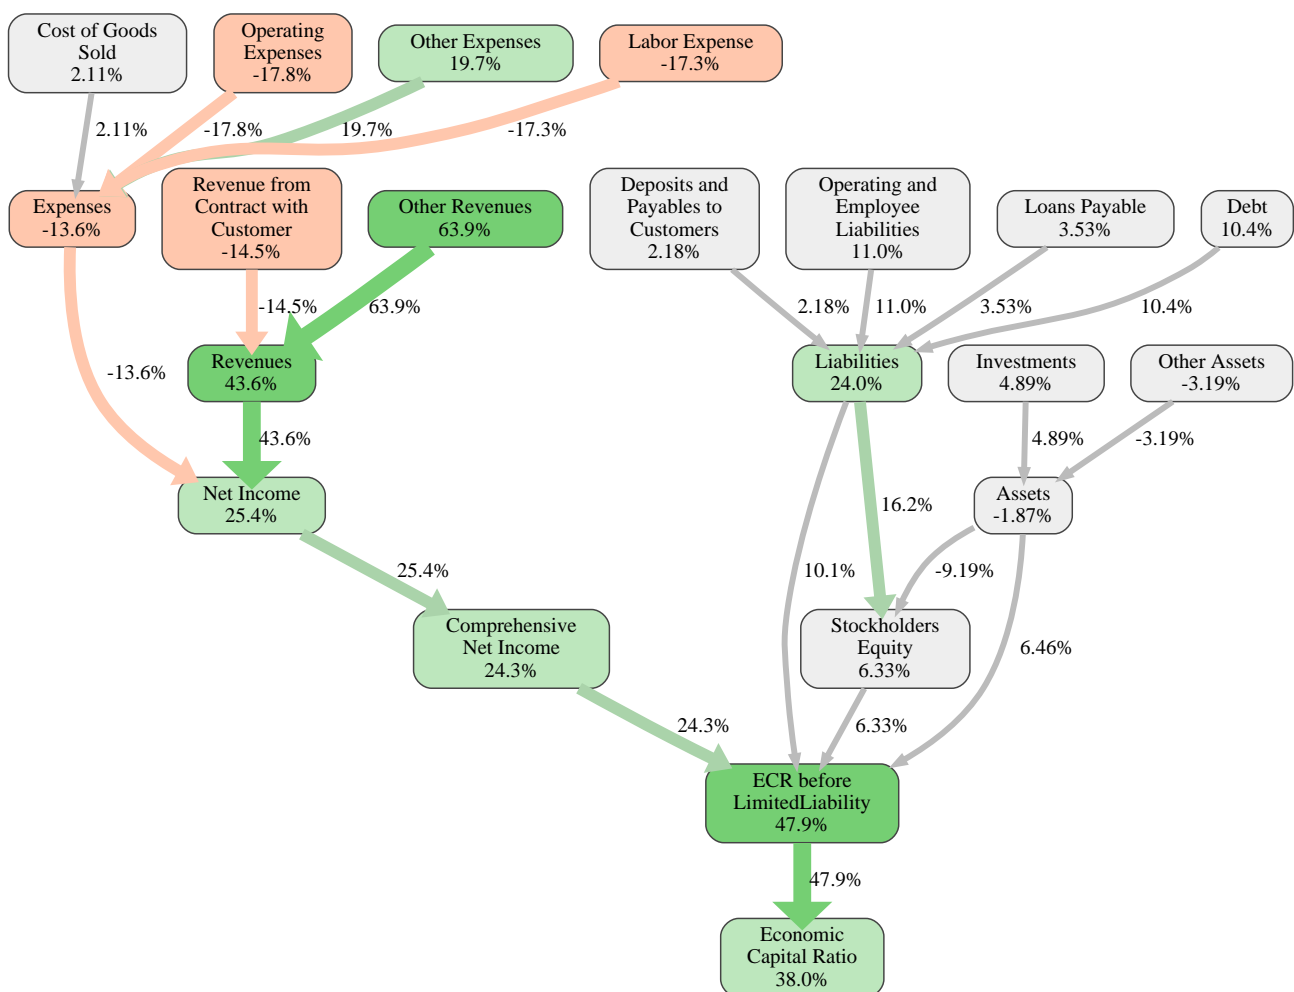 Cost of Goods
Sold
2.11%
Operating
Expenses
-17.8%
Other Expenses
19.7%
Labor Expense
-17.3%
2.11%
-17.8%
19.7%
-17.3%
Expenses
-13.6%
Revenue from
Contract with
Customer
-14.5%
Other Revenues
63.9%
Deposits and
Payables to
Customers
2.18%
Operating and
Employee
Liabilities
11.0%
Loans Payable
3.53%
Debt
10.4%
-14.5%
63.9%
2.18%
11.0%
3.53%
10.4%
-13.6%
Revenues
43.6%
Liabilities
24.0%
Investments
4.89%
Other Assets
-3.19%
43.6%
4.89%
-3.19%
Net Income
25.4%
16.2%
Assets
-1.87%
25.4%
10.1%
-9.19%
6.46%
Comprehensive
Net Income
24.3%
Stockholders
Equity
6.33%
24.3%
6.33%
ECR before
LimitedLiability
47.9%
47.9%
Economic
Capital Ratio
38.0%